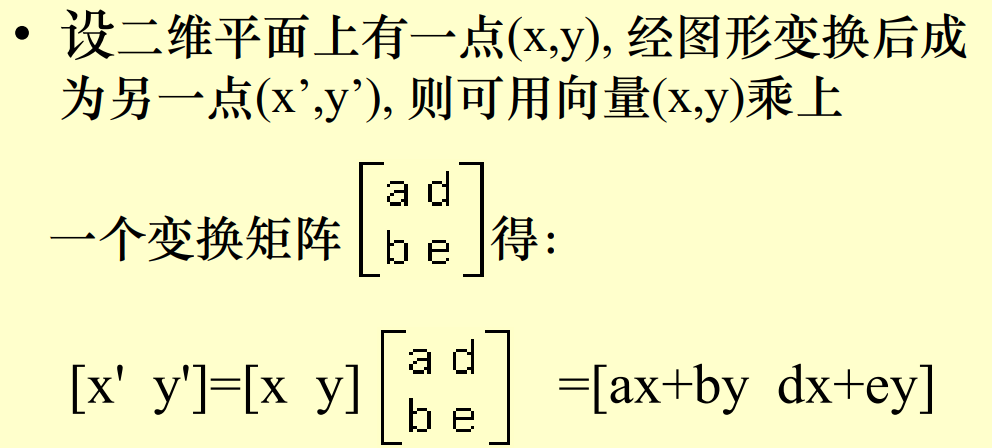 • 设二维平面上有一点(x,y), 经图形变换后成
为另一点(x’,y’), 则可用向量(x,y)乘上
一个变换矩阵 [a d; b e] 得:
[x' y']=[x y] [a d; b e] =[ax+by dx+ey]